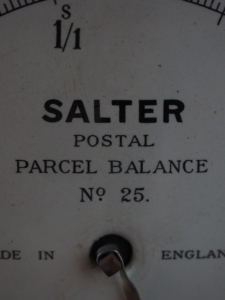 S
1/1
SALTER
POSTAL
PARCEL BALANCE
Nº 25.
DE IN ENGLAN